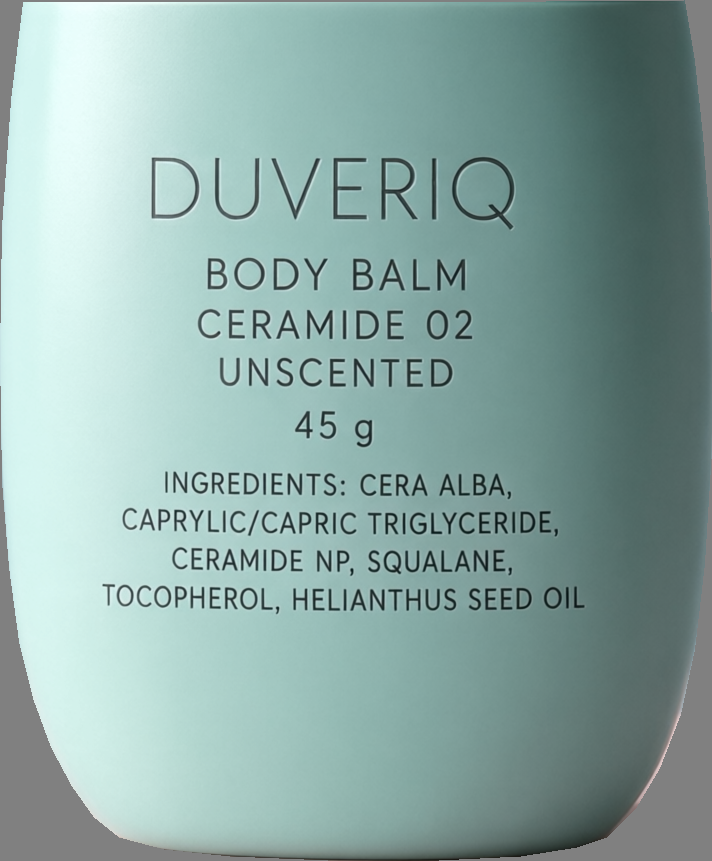 DUVERIQ
BODY BALM
CERAMIDE 02
UNSCENTED
45 g
INGREDIENTS: CERA ALBA,
CAPRYLIC/CAPRIC TRIGLYCERIDE,
CERAMIDE NP, SQUALANE,
TOCOPHEROL, HELIANTHUS SEED OIL